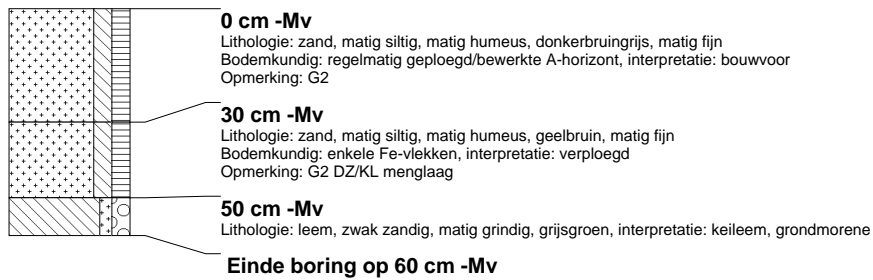 0 cm -Mv
Lithologie: zand, matig siltig, matig humeus, donkerbruingrijs, matig fijn
Bodemkundig: regelmatig geploegd/bewerkte A-horizont, interpretatie: bouwvoor
Opmerking: G2
30 cm -Mv
Lithologie: zand, matig siltig, matig humeus, geelbruin, matig fijn
Bodemkundig: enkele Fe-vlekken, interpretatie: verploegd
Opmerking: G2 DZ/KL menglaag
50 cm -Mv
Lithologie: leem, zwak zandig, matig grindig, grijsgroen, interpretatie: keileem, grondmorene
Einde boring op 60 cm -Mv